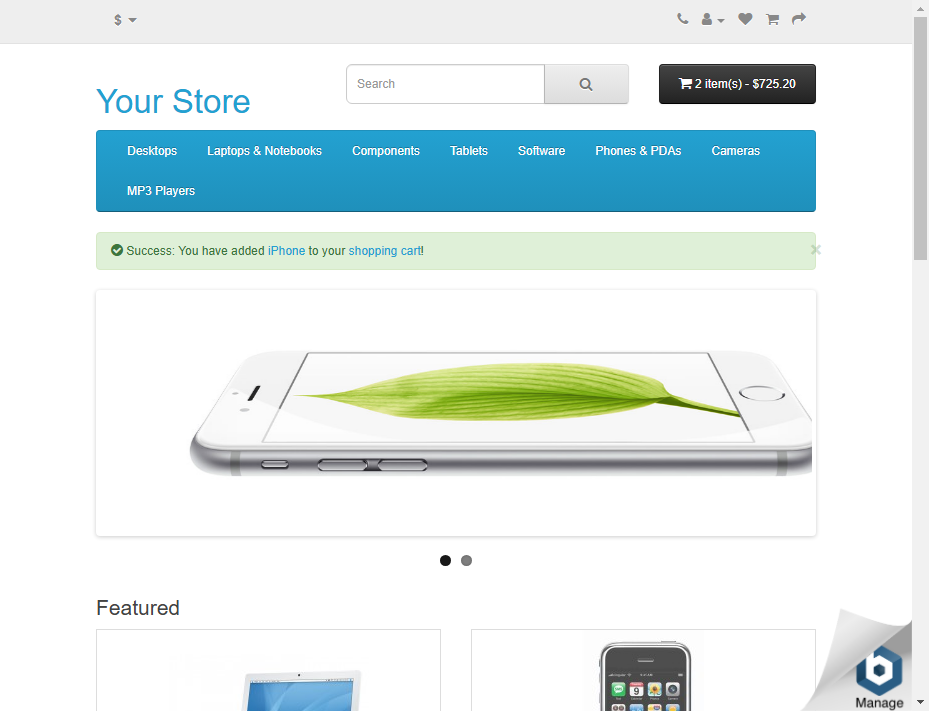 $
Search
2 item(s) - $725.20
Your Store
Desktops
Laptops & Notebooks
Components
Tablets
Software
Phones & PDAs
Cameras
MP3 Players
Success: You have added iPhone to your shopping cart!
×
Featured
9
Manage